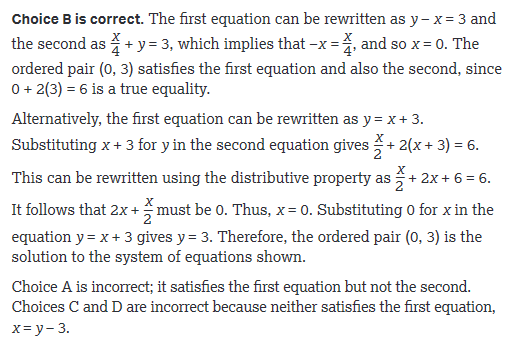 Choice B is correct. The first equation can be rewritten as y – x = 3 and
the second as x/4 + y = 3, which implies that –x = x/4, and so x = 0. The
ordered pair (0, 3) satisfies the first equation and also the second, since
0 + 2(3) = 6 is a true equality.
Alternatively, the first equation can be rewritten as y = x + 3.
Substituting x + 3 for y in the second equation gives x/2 + 2(x + 3) = 6.
This can be rewritten using the distributive property as x/2 + 2x + 6 = 6.
It follows that 2x + x/2 must be 0. Thus, x = 0. Substituting 0 for x in the
equation y = x + 3 gives y = 3. Therefore, the ordered pair (0, 3) is the
solution to the system of equations shown.
Choice A is incorrect; it satisfies the first equation but not the second.
Choices C and D are incorrect because neither satisfies the first equation,
x = y – 3.